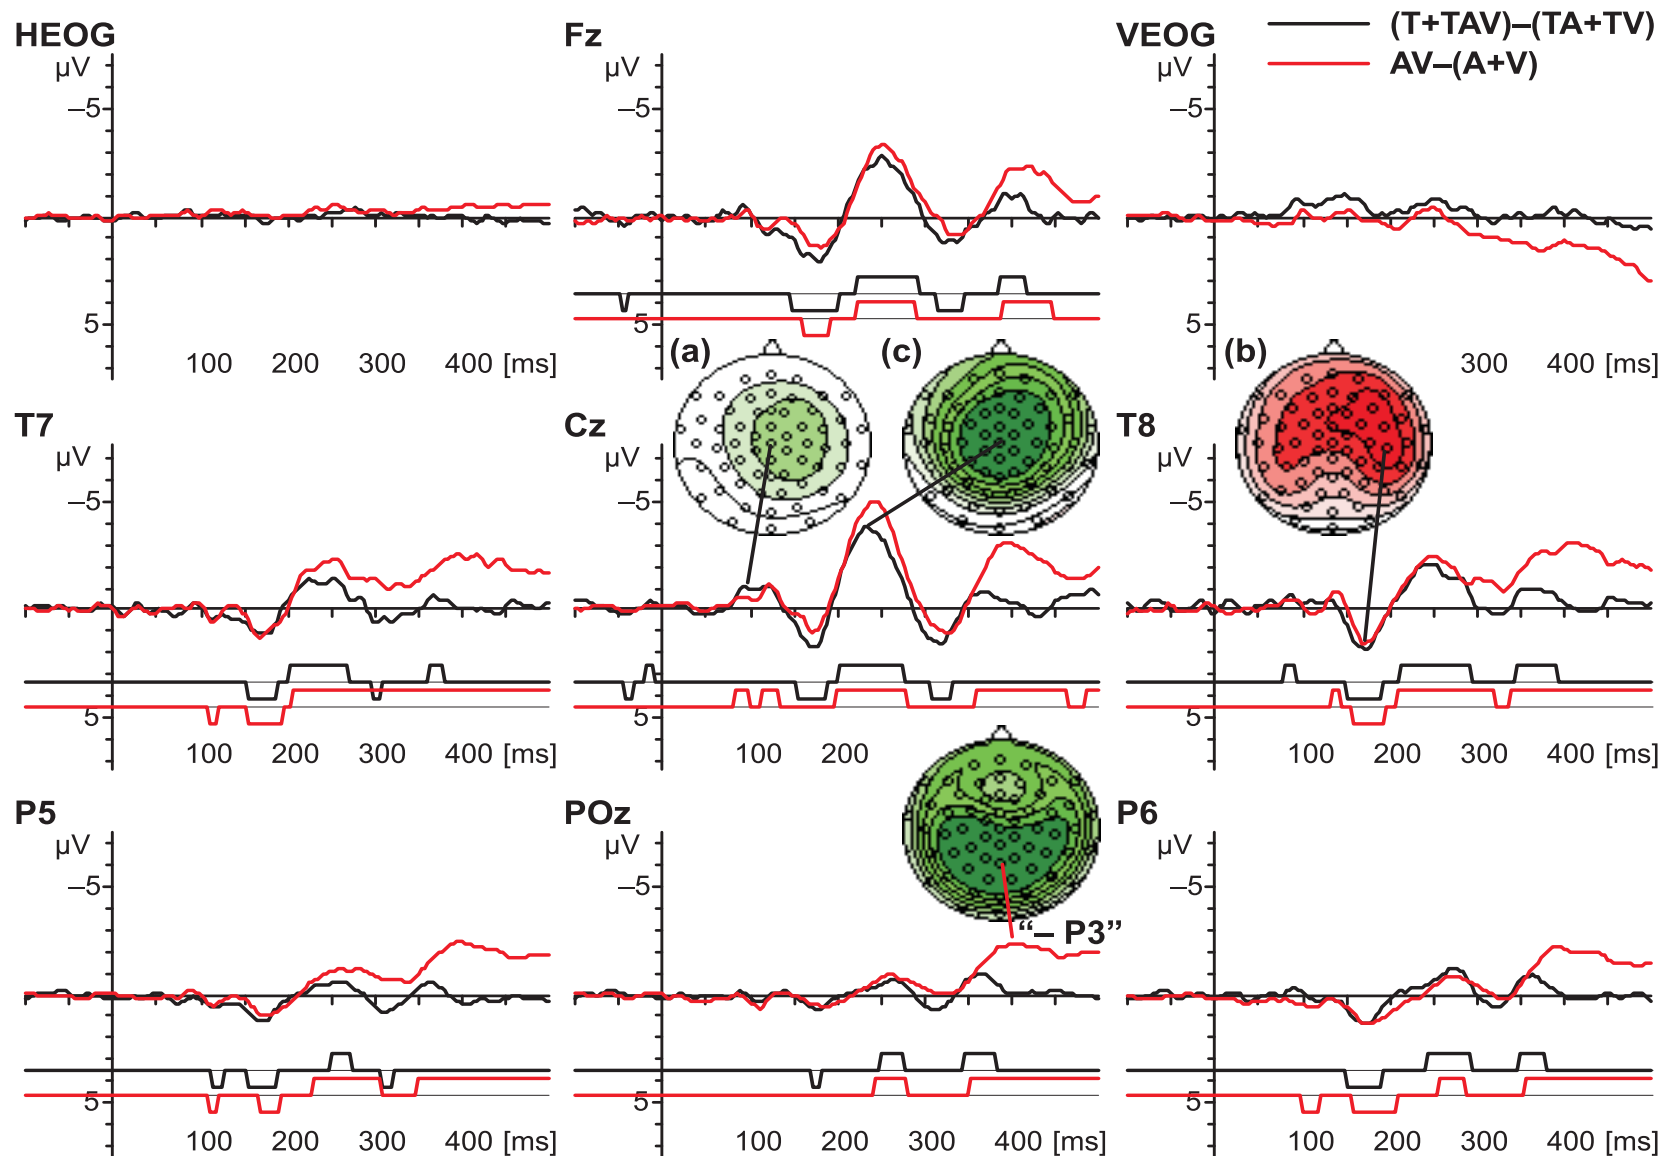 HEOG
µV
–5
5
100 200 300 400 [ms]
Fz
µV
–5
5
VEOG
µV
–5
5
300 400 [ms]
(T+TAV)–(TA+TV)
AV–(A+V)
(a)
(c)
(b)
T7
µV
–5
5
100 200 300 400 [ms]
Cz
µV
–5
5
100 200
T8
µV
–5
5
100 200 300 400 [ms]
P5
µV
–5
5
100 200 300 400 [ms]
POz
µV
–5
5
100 200 300 400 [ms]
“– P3”
P6
µV
–5
5
100 200 300 400 [ms]